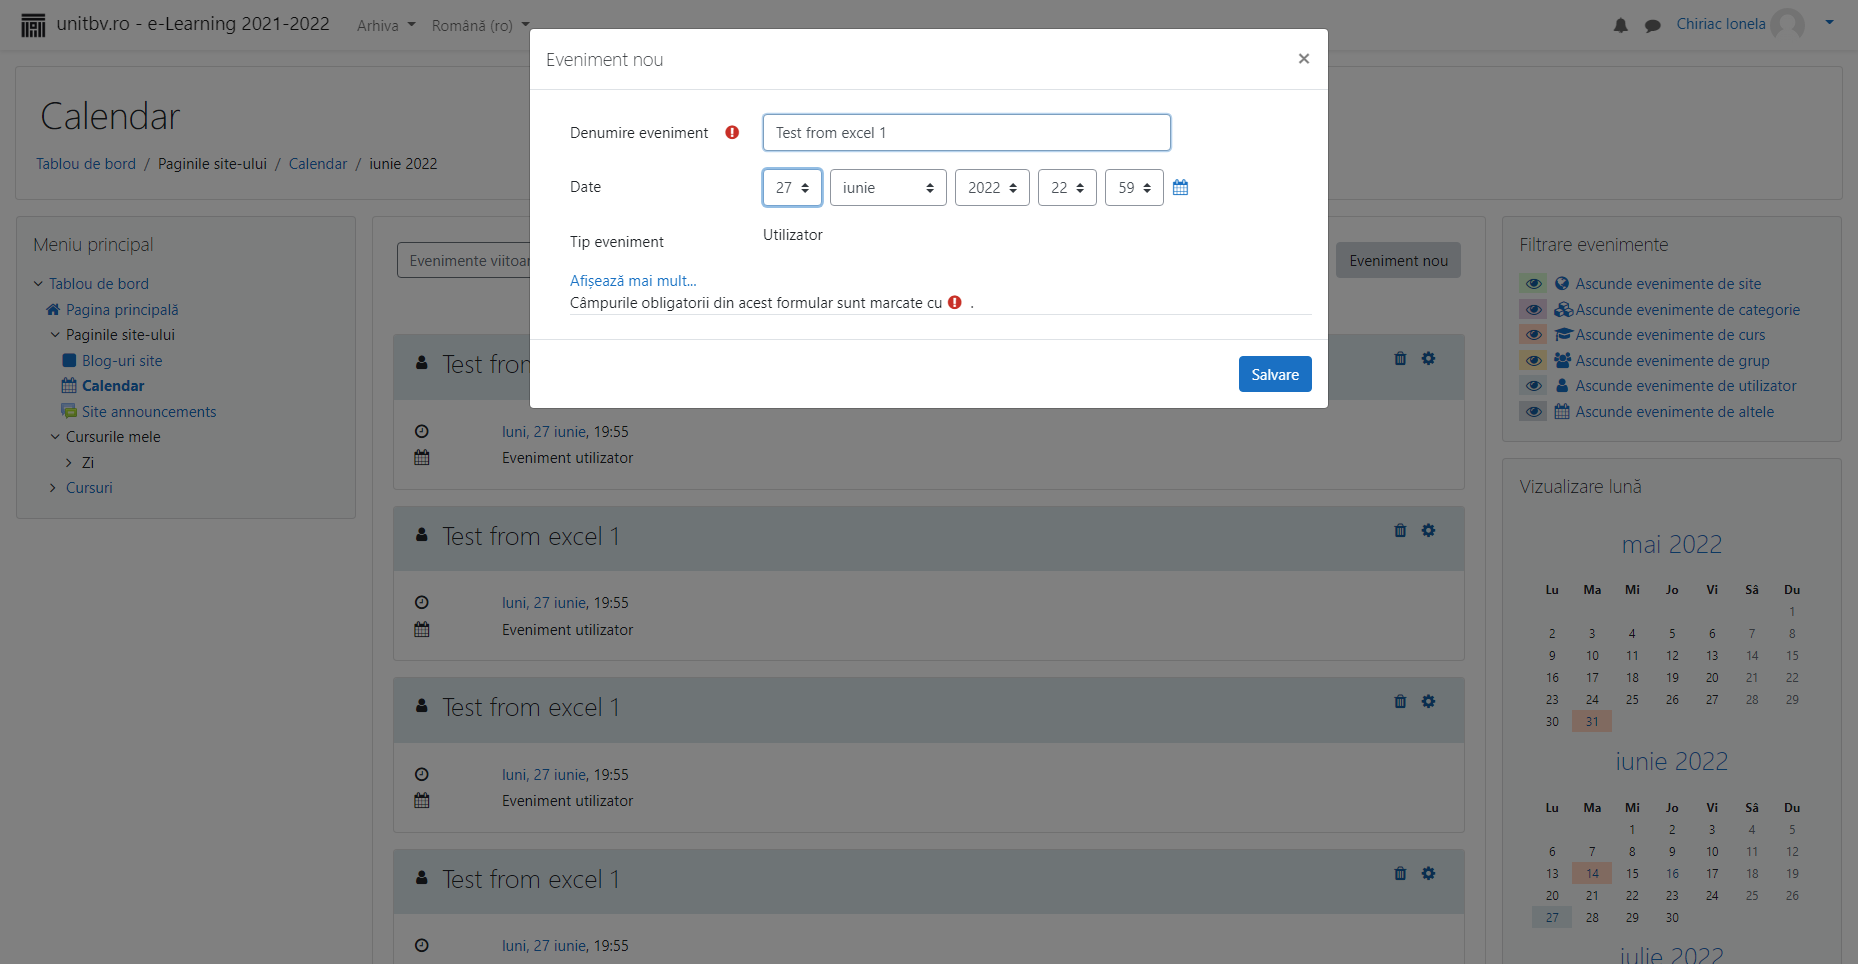 unitbv.ro - e-Learning 2021-2022 Arhiva Română (ro) Chiriac Ionela
Eveniment nou ×
Denumire eveniment Test from excel 1
Date 27 iunie 2022 22 59
Tip eveniment Utilizator
Afișează mai mult...
Câmpurile obligatorii din acest formular sunt marcate cu .
Salvare
Calendar
Tablou de bord / Paginile site-ului / Calendar / iunie 2022
Meniu principal
Tablou de bord
Pagina principală
Paginile site-ului
Blog-uri site
Calendar
Site announcements
Cursurile mele
Zi
Cursuri
Evenimente
Eveniment nou
Test
luni, 27 iunie, 19:55
Eveniment utilizator
Test from excel 1
luni, 27 iunie, 19:55
Eveniment utilizator
Test from excel 1
luni, 27 iunie, 19:55
Eveniment utilizator
Test from excel 1
luni, 27 iunie, 19:55
Filtrare evenimente
Ascunde evenimente de site
Ascunde evenimente de categorie
Ascunde evenimente de curs
Ascunde evenimente de grup
Ascunde evenimente de utilizator
Ascunde evenimente de altele
Vizualizare lună
mai 2022
Lu Ma Mi Jo Vi Sâ Du
1
2 3 4 5 6 7 8
9 10 11 12 13 14 15
16 17 18 19 20 21 22
23 24 25 26 27 28 29
30 31
iunie 2022
Lu Ma Mi Jo Vi Sâ Du
1 2 3 4 5
6 7 8 9 10 11 12
13 14 15 16 17 18 19
20 21 22 23 24 25 26
27 28 29 30
iulie 2022